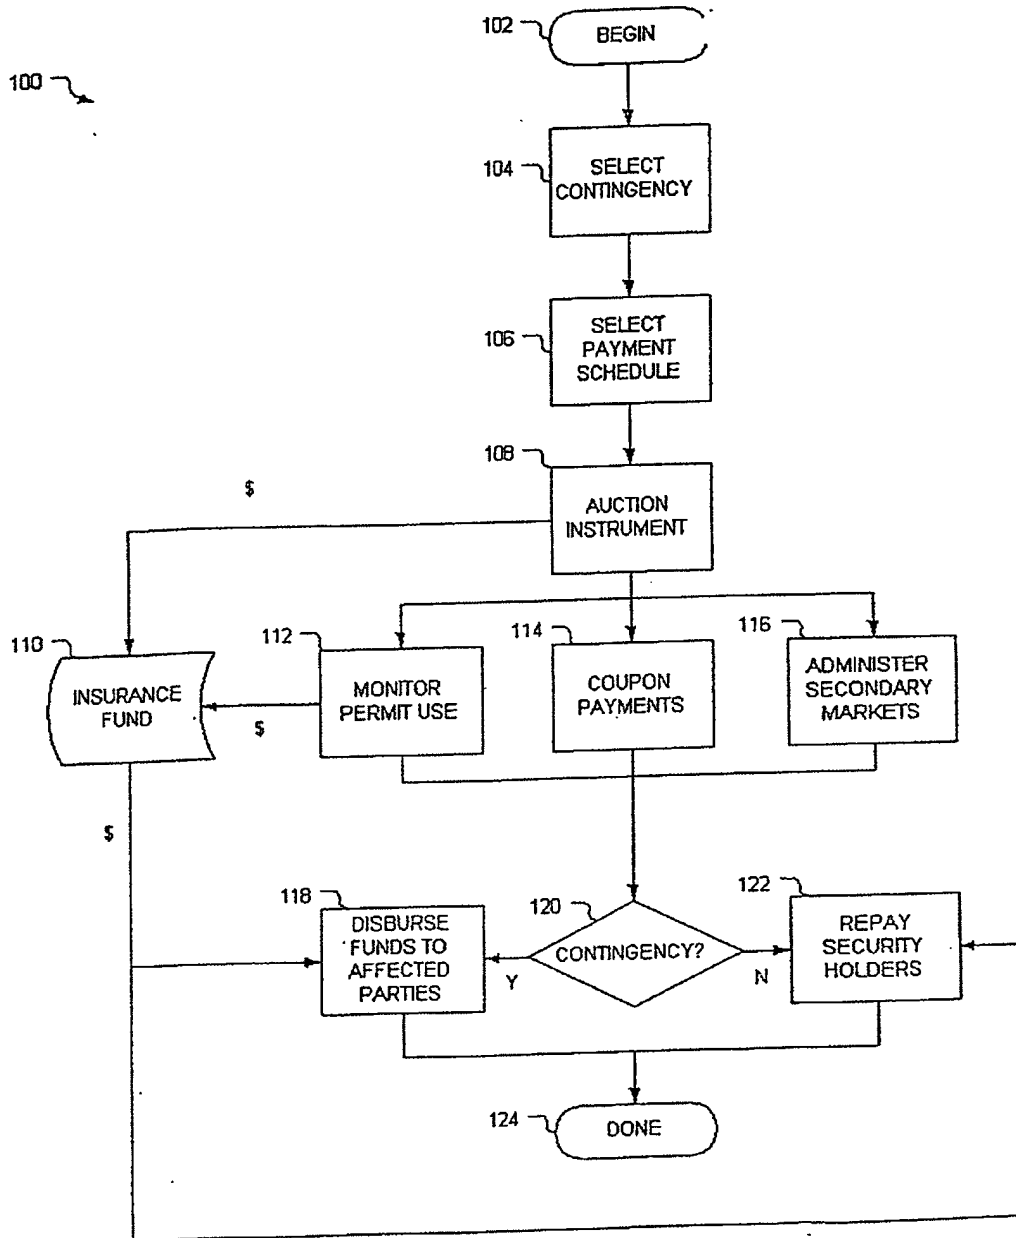 102
BEGIN
100
104
SELECT
CONTINGENCY
106
SELECT
PAYMENT
SCHEDULE
108
AUCTION
INSTRUMENT
$
110
INSURANCE
FUND
112
MONITOR
PERMIT USE
$
114
COUPON
PAYMENTS
116
ADMINISTER
SECONDARY
MARKETS
$
118
DISBURSE
FUNDS TO
AFFECTED
PARTIES
120
CONTINGENCY?
Y
N
122
REPAY
SECURITY
HOLDERS
124
DONE